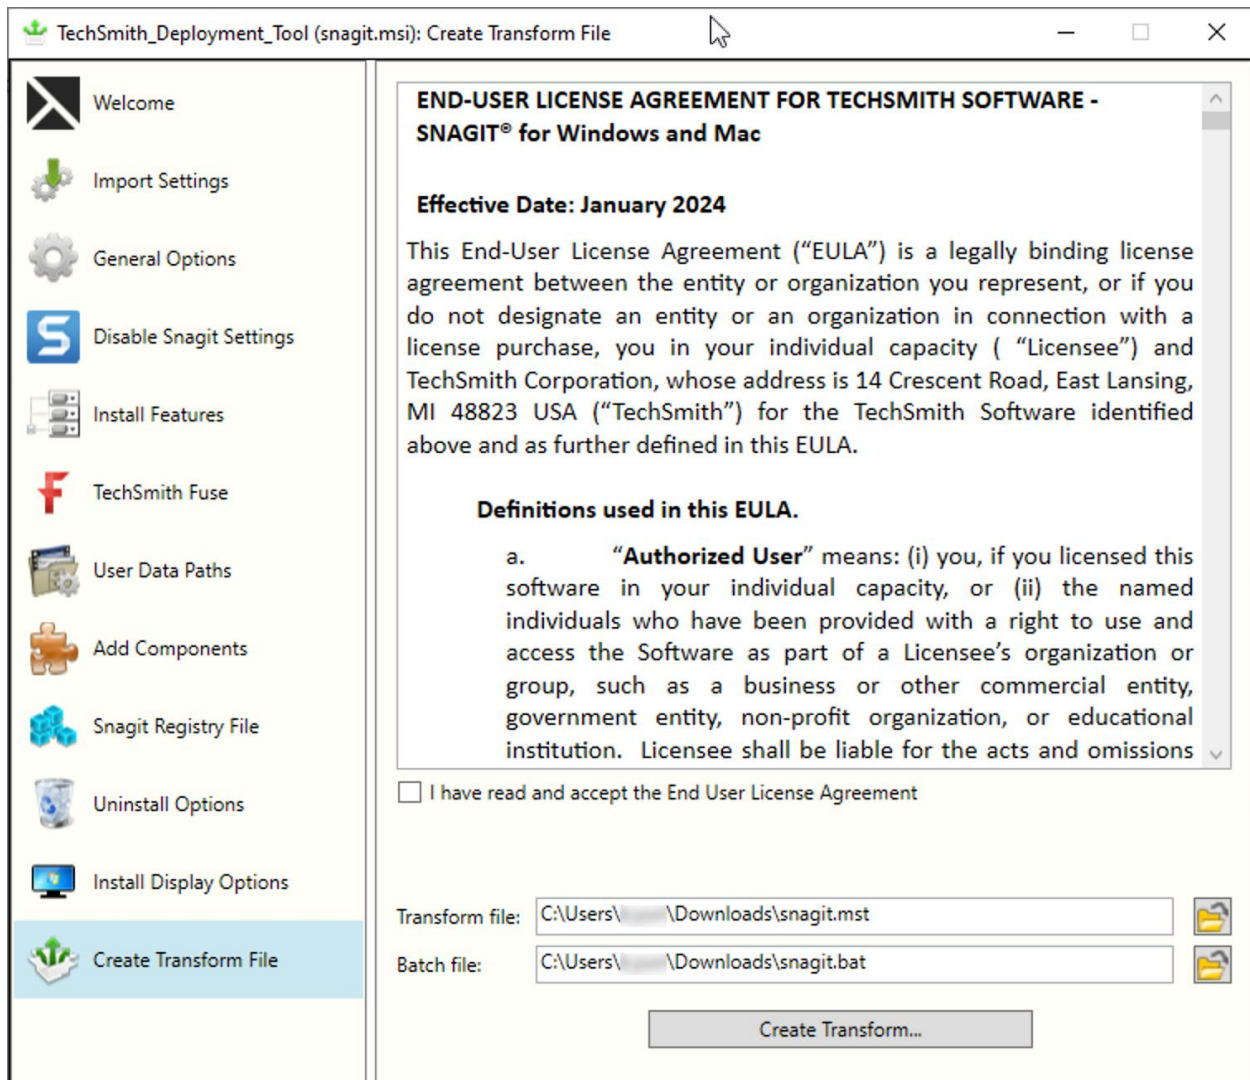 TechSmith_Deployment_Tool (snagit.msi): Create Transform File
Welcome
Import Settings
General Options
Disable Snagit Settings
Install Features
TechSmith Fuse
User Data Paths
Add Components
Snagit Registry File
Uninstall Options
Install Display Options
Create Transform File
END-USER LICENSE AGREEMENT FOR TECHSMITH SOFTWARE -
SNAGIT® for Windows and Mac
Effective Date: January 2024
This End-User License Agreement (“EULA”) is a legally binding license
agreement between the entity or organization you represent, or if you
do not designate an entity or an organization in connection with a
license purchase, you in your individual capacity ( “Licensee”) and
TechSmith Corporation, whose address is 14 Crescent Road, East Lansing,
MI 48823 USA (“TechSmith”) for the TechSmith Software identified
above and as further defined in this EULA.
Definitions used in this EULA.
a. “Authorized User” means: (i) you, if you licensed this
software in your individual capacity, or (ii) the named
individuals who have been provided with a right to use and
access the Software as part of a Licensee’s organization or
group, such as a business or other commercial entity,
government entity, non-profit organization, or educational
institution. Licensee shall be liable for the acts and omissions
I have read and accept the End User License Agreement
Transform file: C:\Users\ \Downloads\snagit.mst
Batch file: C:\Users\ \Downloads\snagit.bat
Create Transform...